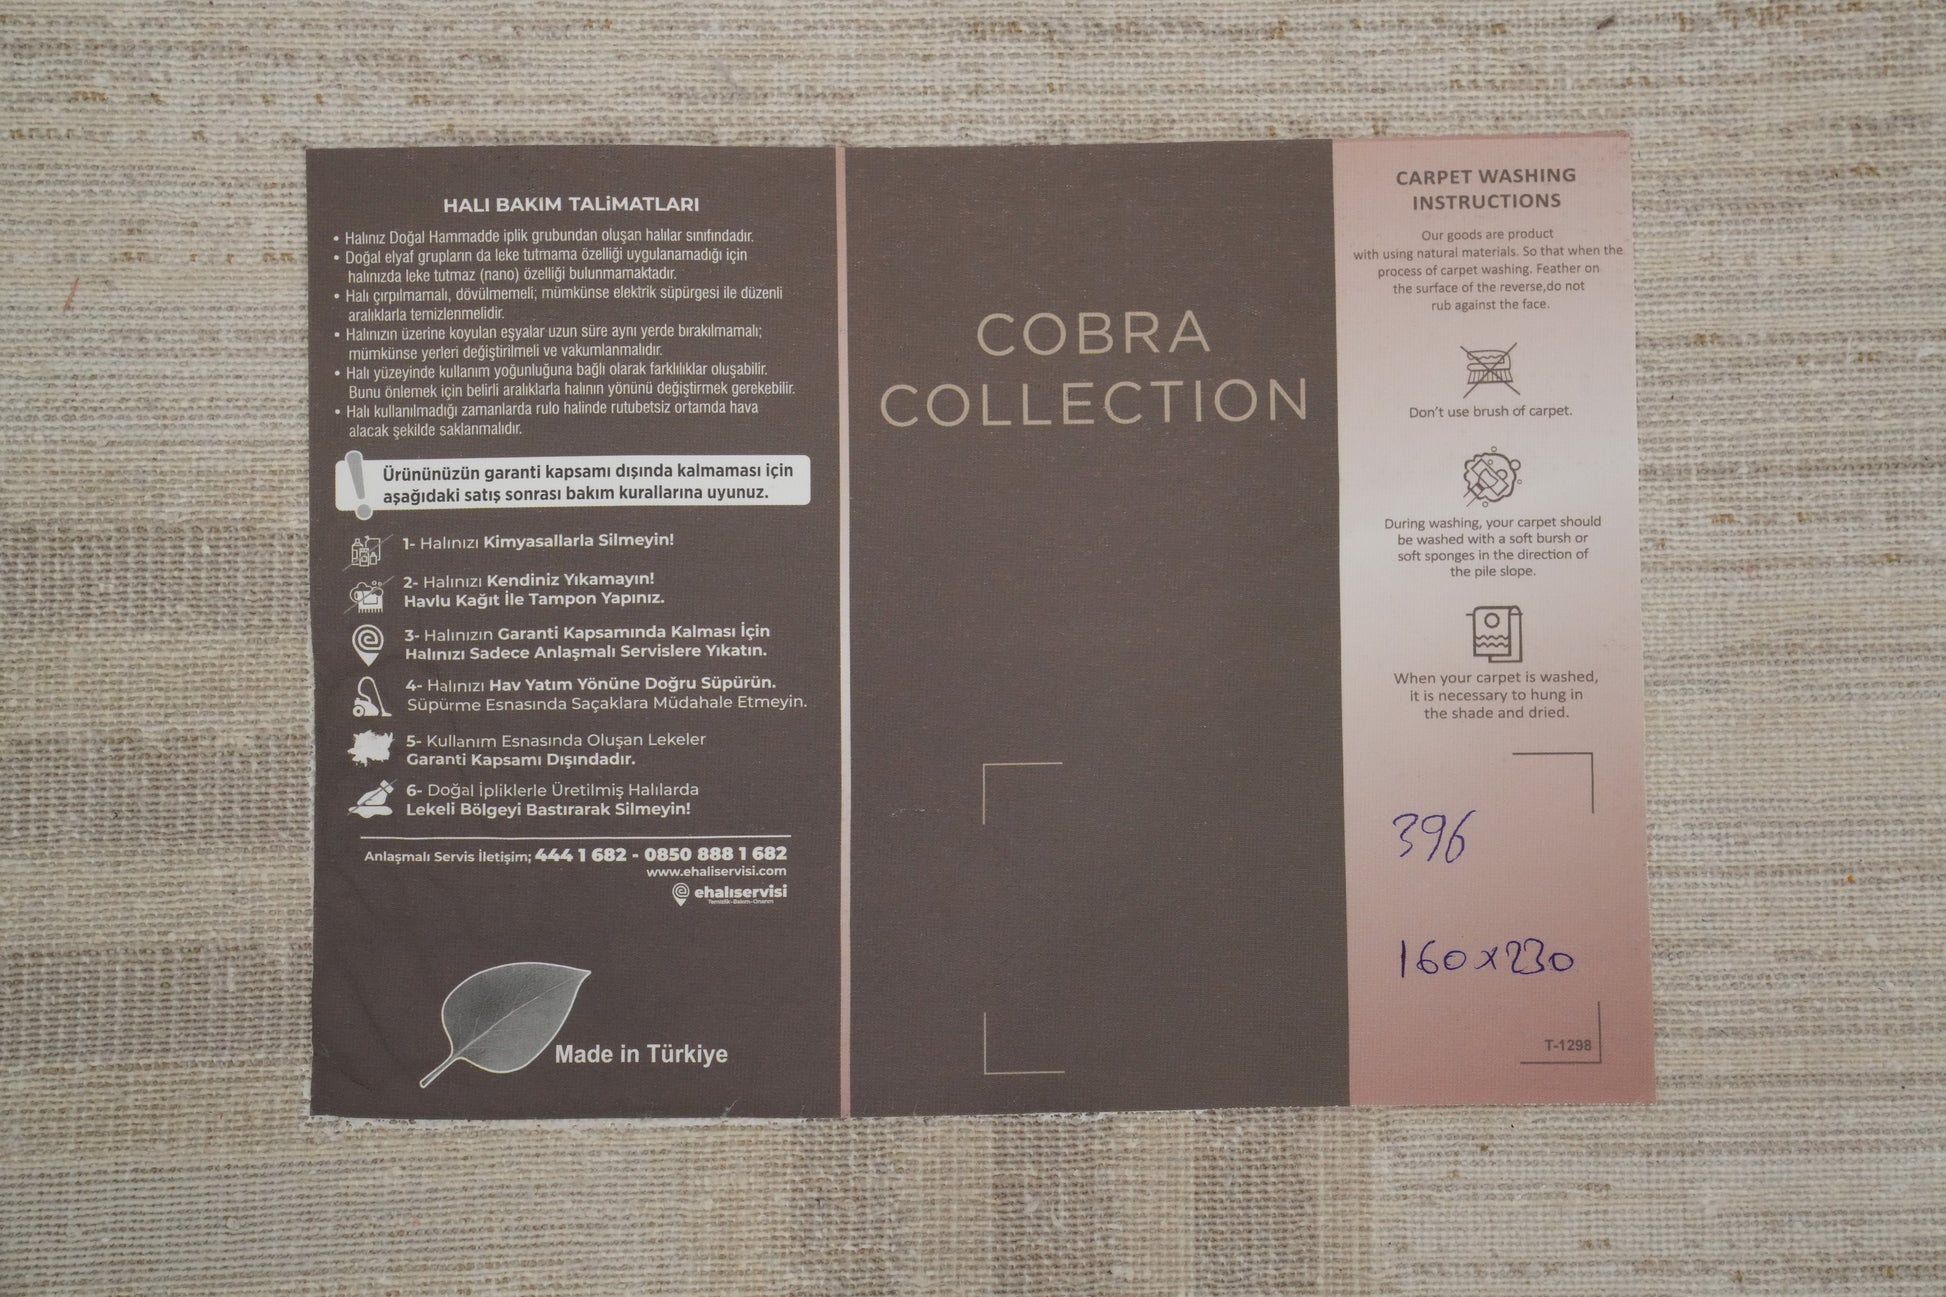 HALI BAKIM TALİMATLARI
• Halınız Doğal Hammadde iplik grubundan oluşan halılar sınıfındadır.
• Doğal elyaf grupların da leke tutmama özelliği uygulanamadığı için
halınızda leke tutmaz (nano) özelliği bulunmamaktadır.
• Halı çırpılmamalı, dövülmemeli; mümkünse elektrik süpürgesi ile düzenli
aralıklarla temizlenmelidir.
• Halınızın üzerine koyulan eşyalar uzun süre aynı yerde bırakılmamalı;
mümkünse yerleri değiştirilmeli ve vakumlanmalıdır.
• Halı yüzeyinde kullanım yoğunluğuna bağlı olarak farklılıklar oluşabilir.
Bunu önlemek için belirli aralıklarla halının yönünü değiştirmek gerekebilir.
• Halı kullanılmadığı zamanlarda rulo halinde rutubetsiz ortamda hava
alacak şekilde saklanmalıdır.
Ürününüzün garanti kapsamı dışında kalmaması için
aşağıdaki satış sonrası bakım kurallarına uyunuz.
1- Halınızı Kimyasallarla Silmeyin!
2- Halınızı Kendiniz Yıkamayın!
Havlu Kağıt İle Tampon Yapınız.
3- Halınızın Garanti Kapsamında Kalması İçin
Halınızı Sadece Anlaşmalı Servislere Yıkatın.
4- Halınızı Hav Yatım Yönüne Doğru Süpürün.
Süpürme Esnasında Saçaklara Müdahale Etmeyin.
5- Kullanım Esnasında Oluşan Lekeler
Garanti Kapsamı Dışındadır.
6- Doğal İpliklerle Üretilmiş Halılarda
Lekeli Bölgeyi Bastırarak Silmeyin!
Anlaşmalı Servis İletişim; 444 1 682 - 0850 888 1 682
www.ehaliservisi.com
ehalıservisi
Temizlik-Bakım-Onarım
Made in Türkiye
COBRA
COLLECTION
CARPET WASHING
INSTRUCTIONS
Our goods are product
with using natural materials. So that when the
process of carpet washing. Feather on
the surface of the reverse,do not
rub against the face.
Don't use brush of carpet.
During washing, your carpet should
be washed with a soft bursh or
soft sponges in the direction of
the pile slope.
When your carpet is washed,
it is necessary to hung in
the shade and dried.
396
160x230
T-1298